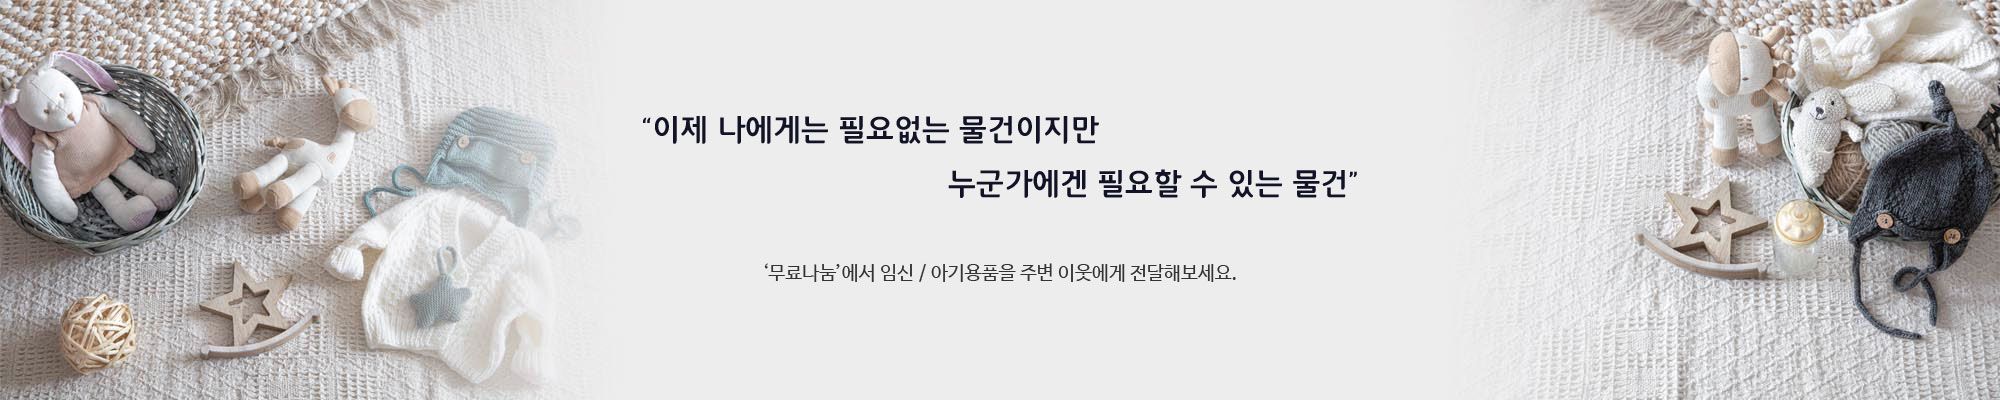 “이제 나에게는 필요없는 물건이지만
누군가에겐 필요할 수 있는 물건”
‘무료나눔’에서 임신 / 아기용품을 주변 이웃에게 전달해보세요.